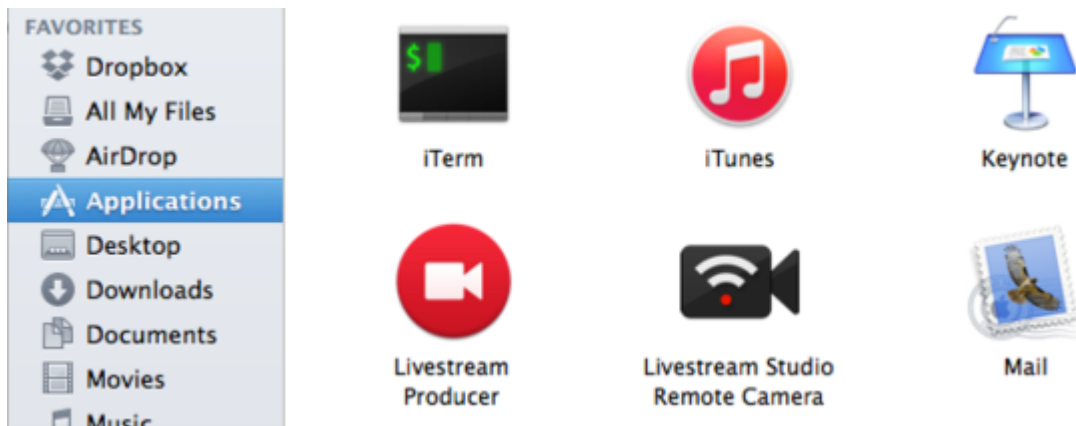 FAVORITES
Dropbox
All My Files
AirDrop
Applications
Desktop
Downloads
Documents
Movies
Music
$
iTerm
iTunes
Keynote
Livestream
Producer
Livestream Studio
Remote Camera
Mail